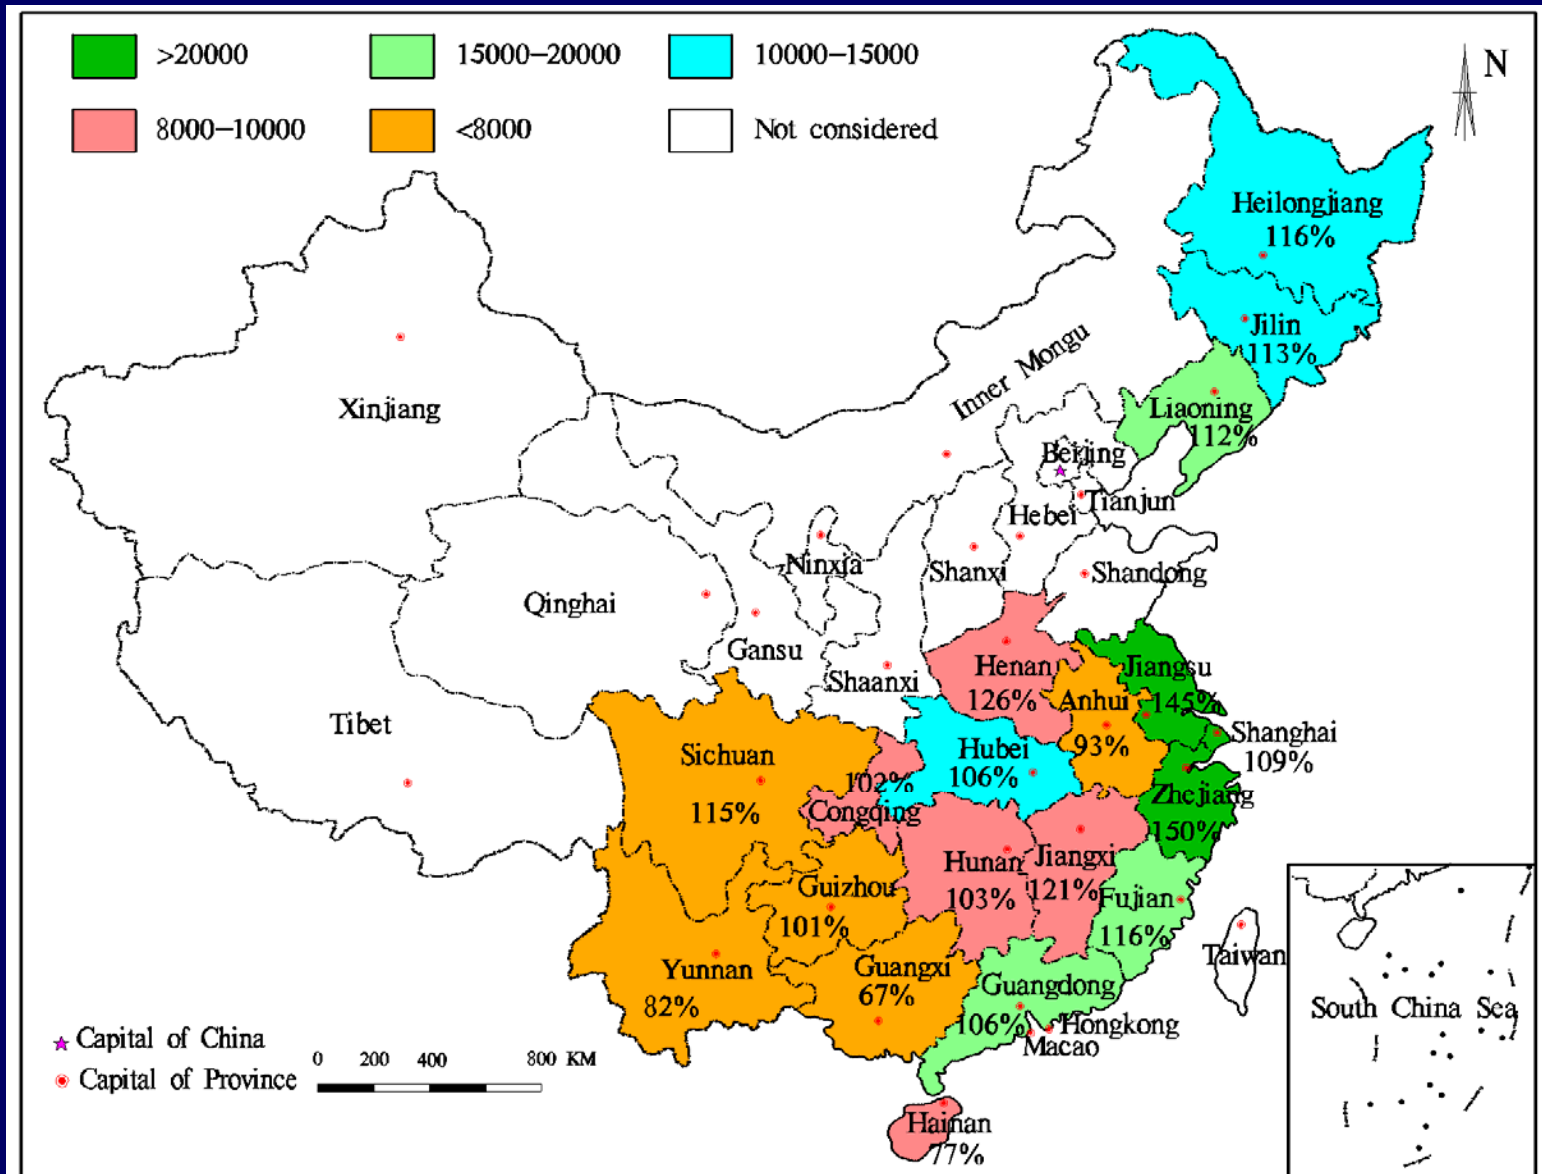 >20000
15000-20000
10000-15000
N
8000-10000
<8000
Not considered
Heilongjiang
116%
Jilin
113%
Inner Mongu
Xinjiang
Liaoning
112%
Beijing
Tianjun
Hebei
Ninxia
Shanxi
Shandong
Qinghai
Gansu
Shaanxi
Henan
126%
Jiangsu
145%
Anhui
93%
Tibet
Sichuan
115%
Hubei
106%
Shanghai
109%
102%
Congqing
Zhejiang
150%
Hunan
103%
Jiangxi
121%
Guizhou
101%
Fujian
116%
Taiwan
Yunnan
82%
Guangxi
67%
Guangdong
106%
Hongkong
Macao
South China Sea
Capital of China
Capital of Province
0 200 400 800 KM
Hainan
77%